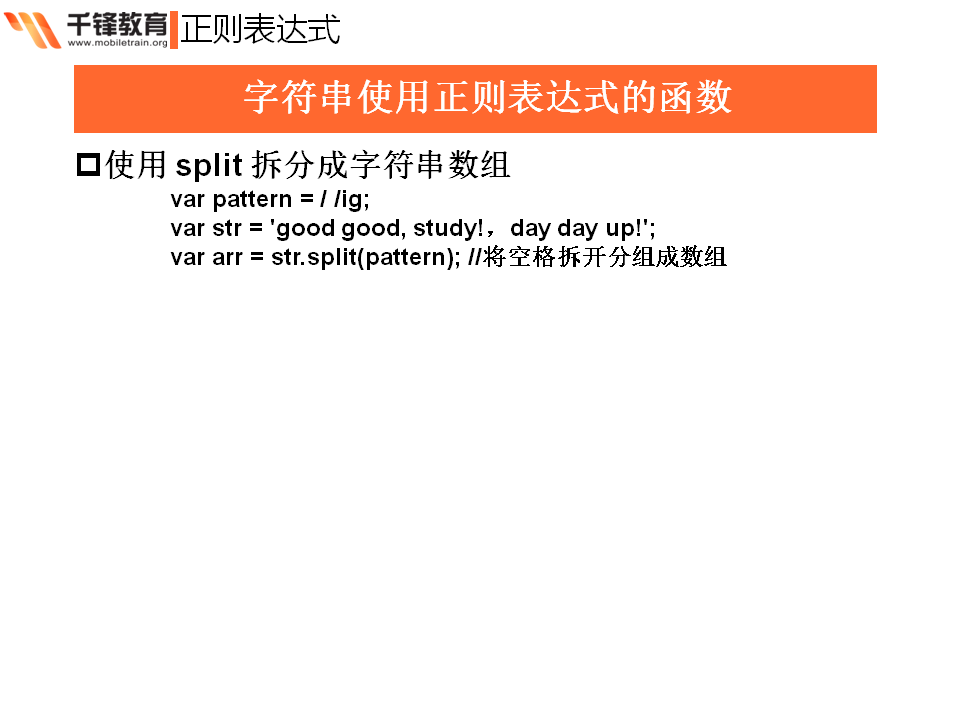 千锋教育
www.mobiletrain.org
正则表达式
字符串使用正则表达式的函数
使用 split 拆分成字符串数组
var pattern = / /ig;
var str = 'good good, study!，day day up!';
var arr = str.split(pattern); //将空格拆开分组成数组